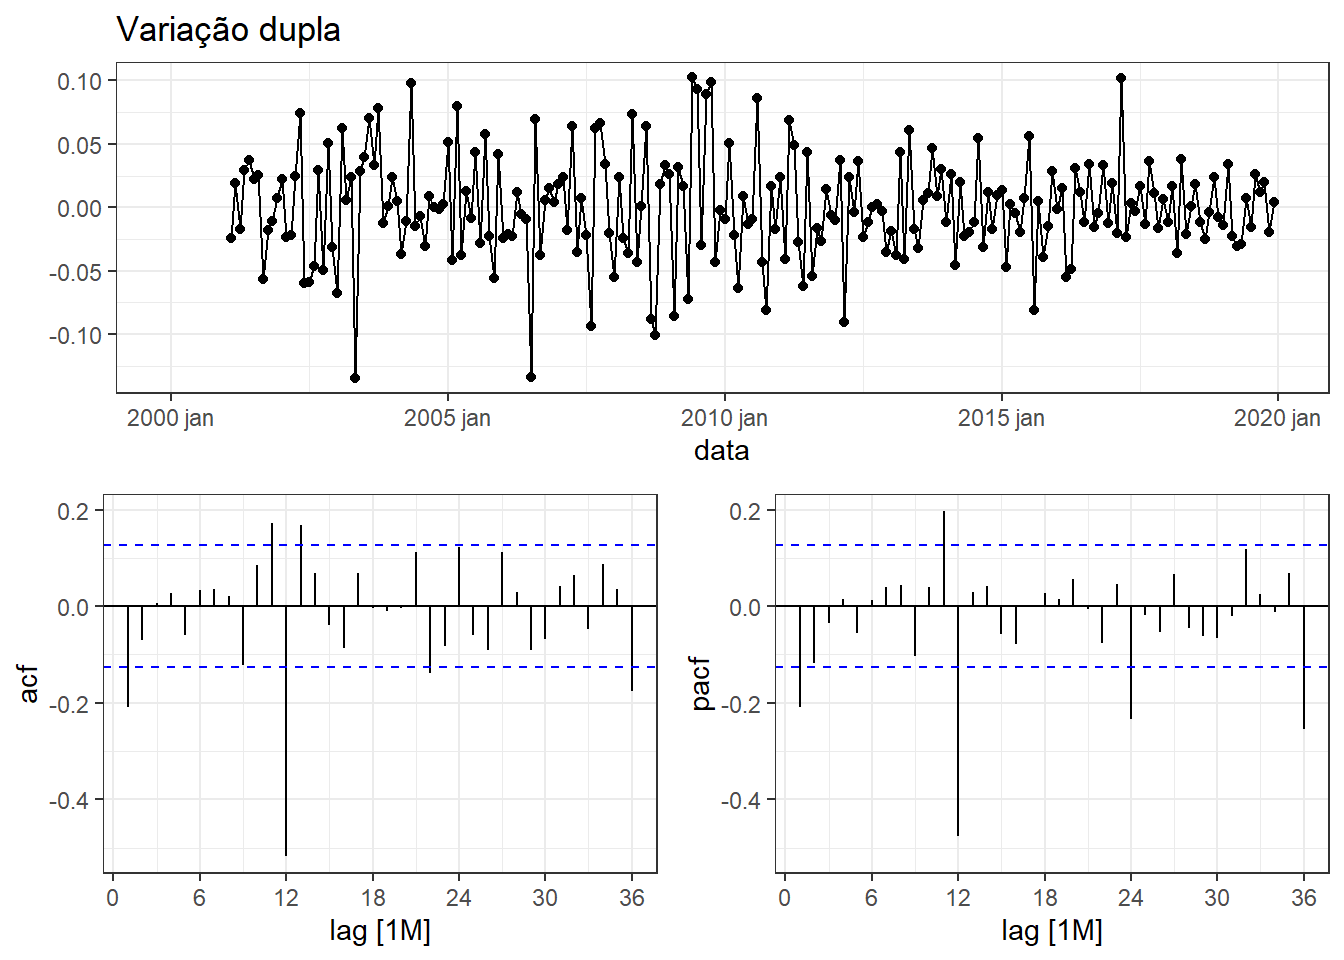 Variação dupla
0.10
0.05
0.00
-0.05
-0.10
2000 jan 2005 jan 2010 jan 2015 jan 2020 jan
data
0.2
0.0
-0.2
-0.4
acf
0 6 12 18 24 30 36
lag [1M]
0.2
0.0
-0.2
-0.4
pacf
0 6 12 18 24 30 36
lag [1M]